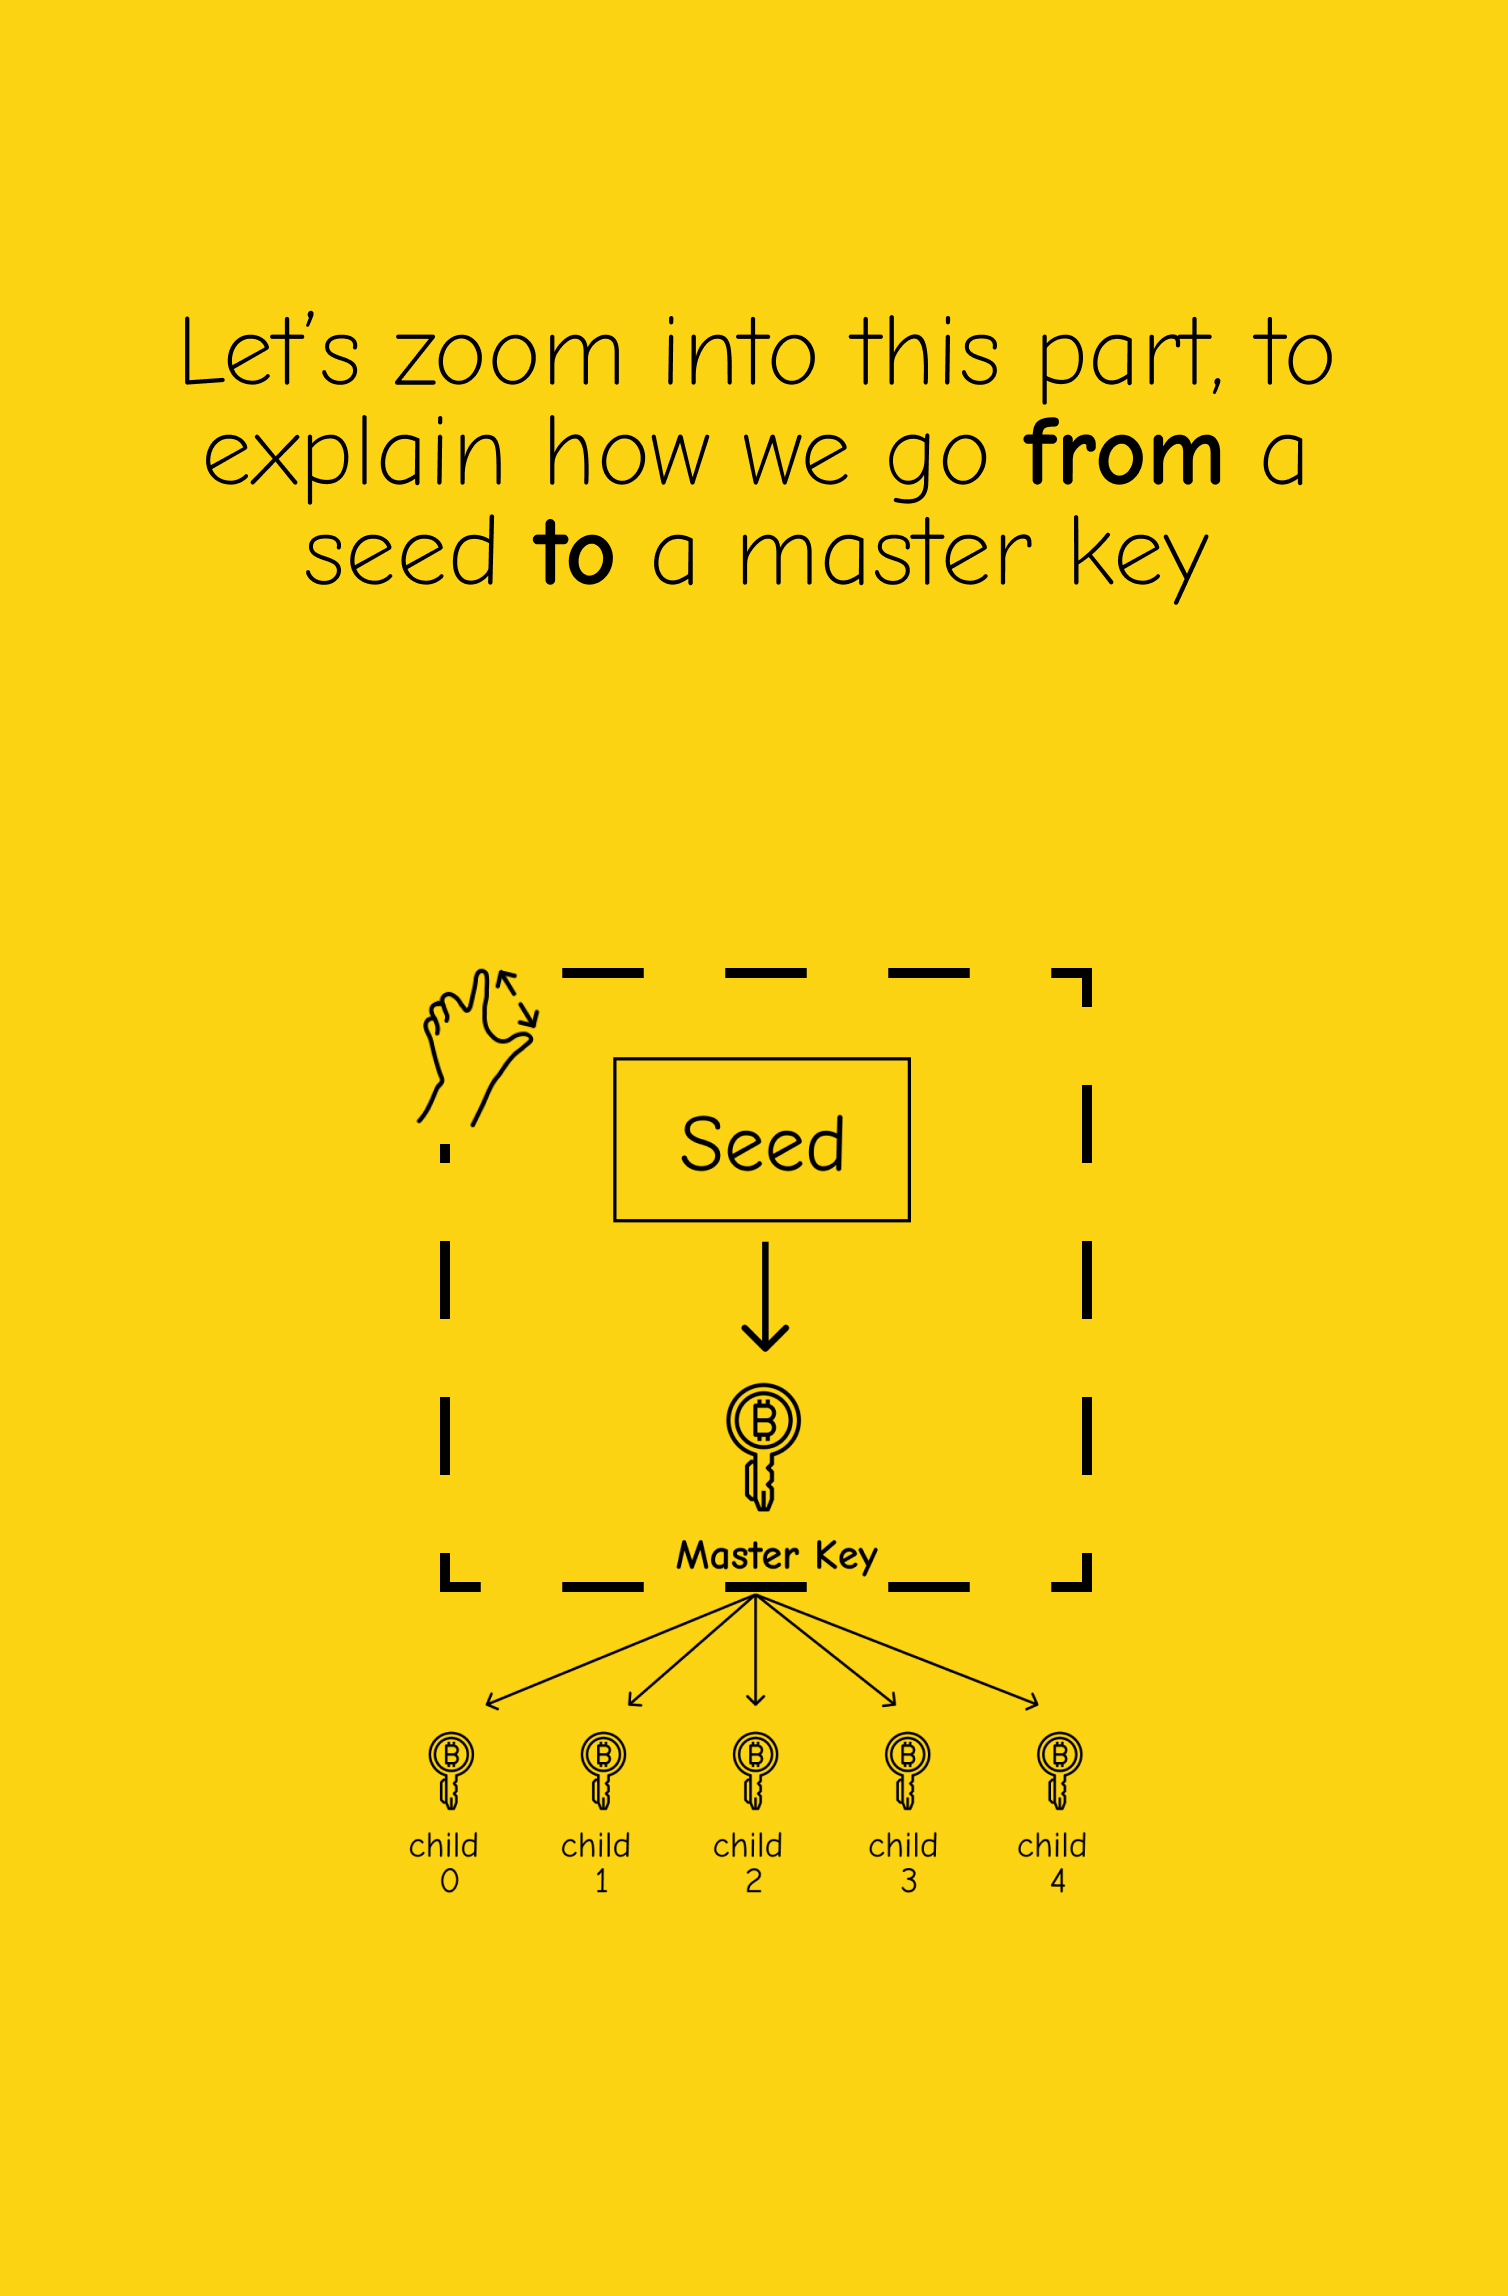 Let's zoom into this part, to
explain how we go from a
seed to a master key
Seed
Master Key
child child child child child
0 1 2 3 4